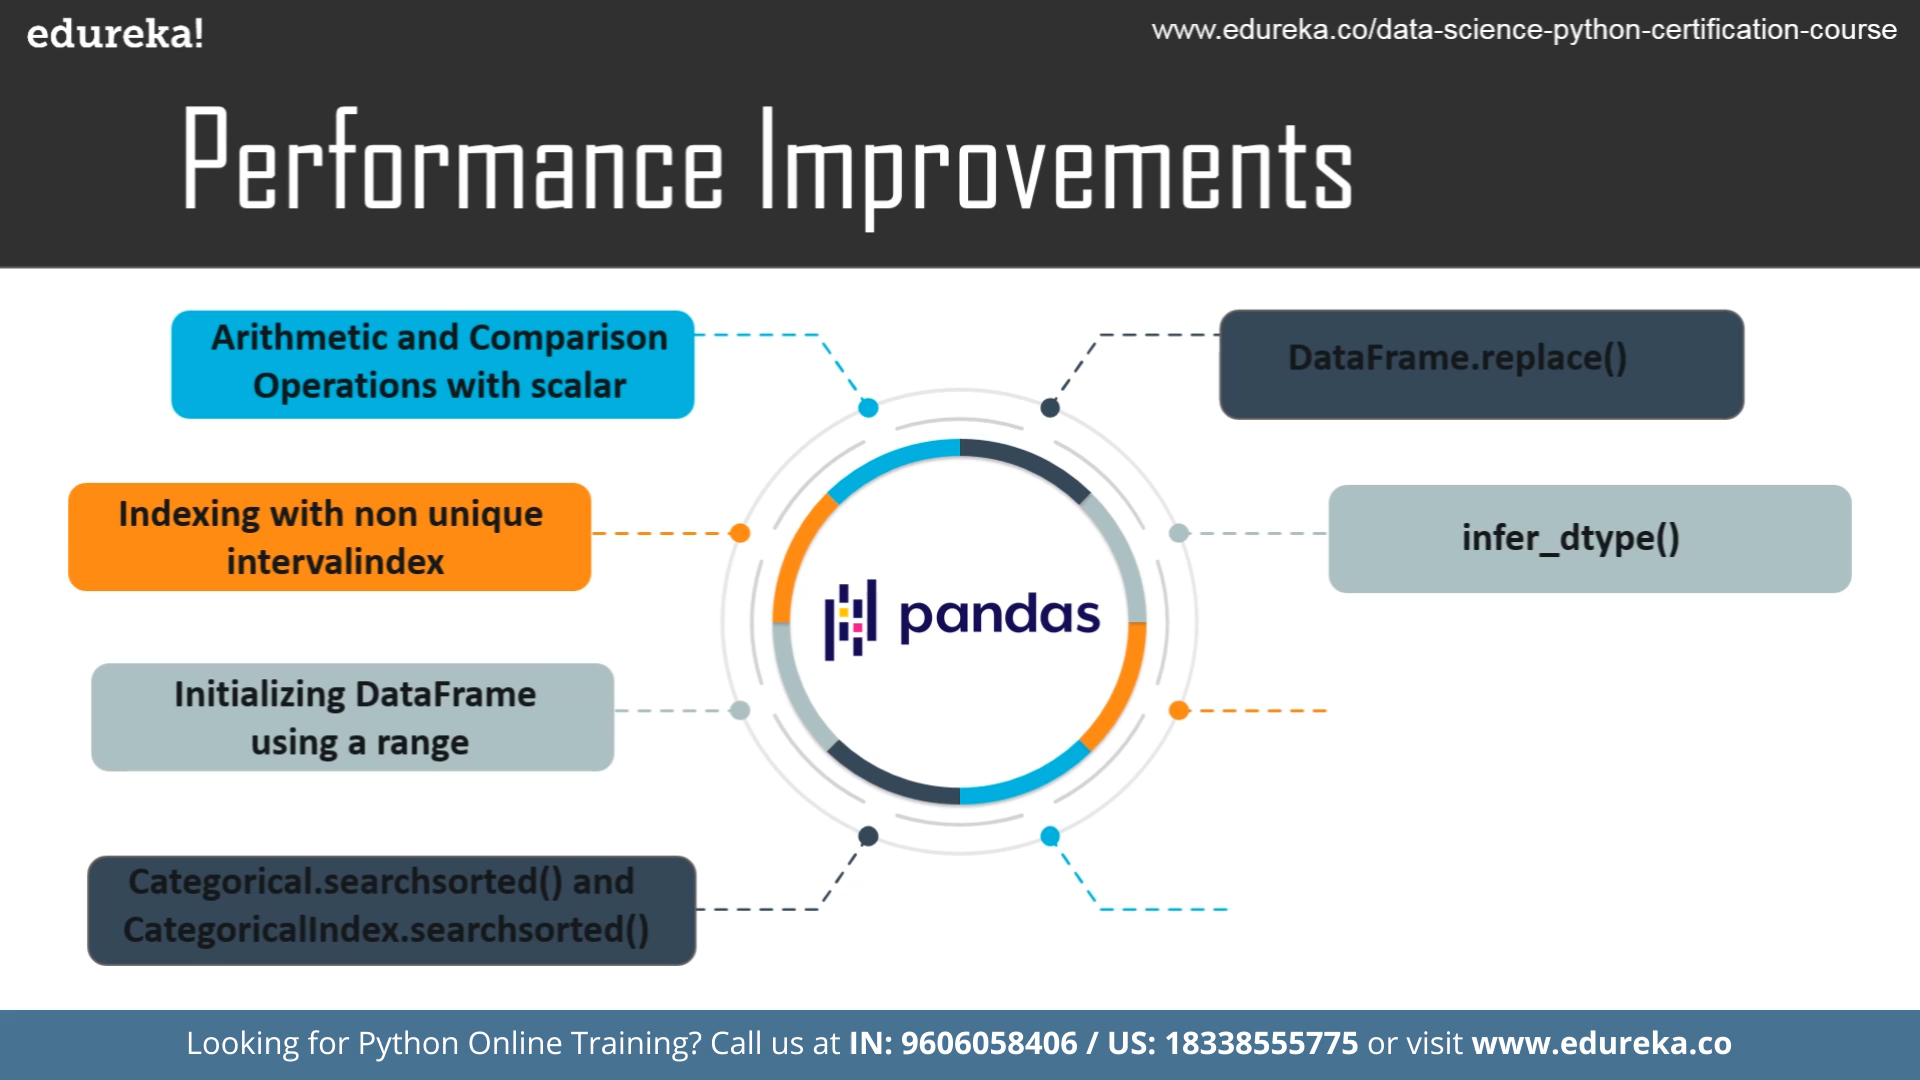 edureka!
www.edureka.co/data-science-python-certification-course
Performance Improvements
Arithmetic and Comparison
Operations with scalar
DataFrame.replace()
Indexing with non unique
intervalindex
infer_dtype()
pandas
Initializing DataFrame
using a range
Categorical.searchsorted() and
CategoricalIndex.searchsorted()
Looking for Python Online Training? Call us at IN: 9606058406 / US: 18338555775 or visit www.edureka.co